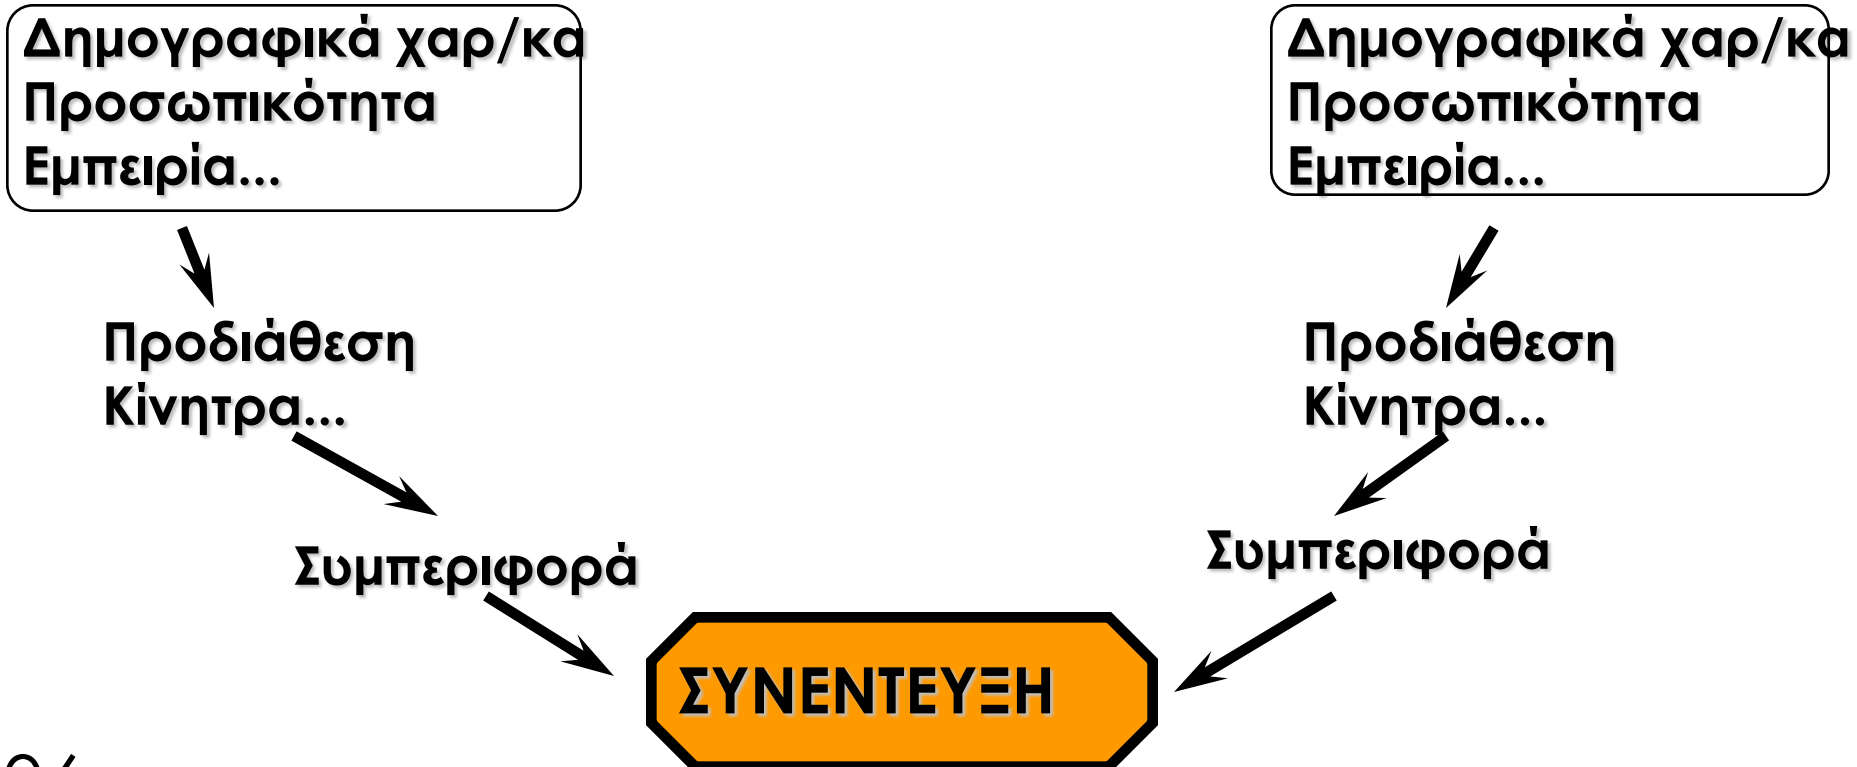 Δημογραφικά χαρ/κα
Προσωπικότητα
Εμπειρία...
Προδιάθεση
Κίνητρα...
Συμπεριφορά
Δημογραφικά χαρ/κα
Προσωπικότητα
Εμπειρία...
Προδιάθεση
Κίνητρα...
Συμπεριφορά
ΣΥΝΕΝΤΕΥΞΗ